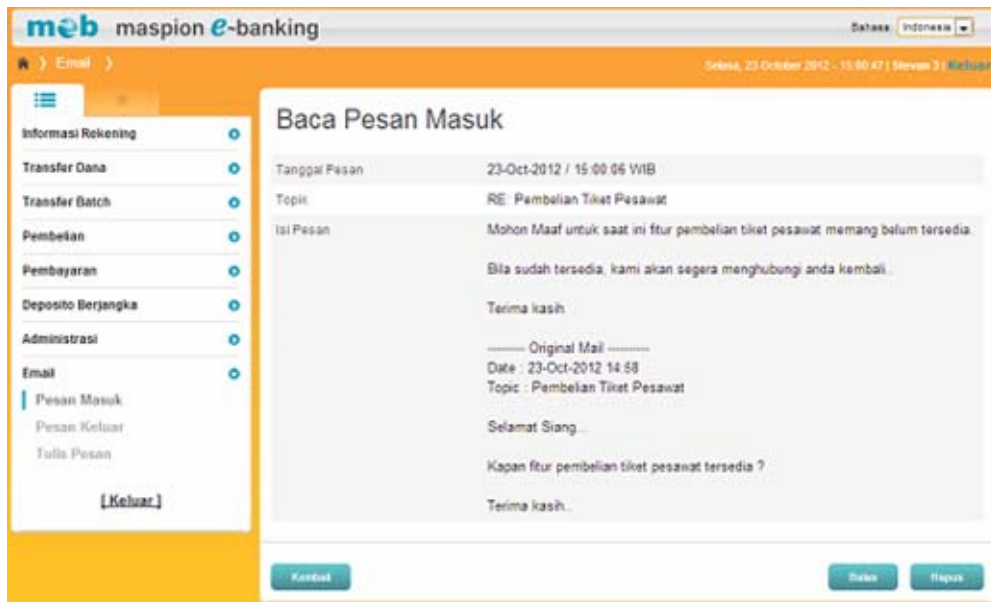 meb maspion e-banking
Bahasa: Indonesia
Email
Selasa, 23 October 2012 - 15:00:47 | Stevan 3 | Keluar
Baca Pesan Masuk
Informasi Rekening
Transfer Dana
Transfer Batch
Pembelian
Pembayaran
Deposito Berjangka
Administrasi
Email
Pesan Masuk
Pesan Keluar
Tulis Pesan
[ Keluar ]
Tanggal Pesan 23-Oct-2012 / 15:00:06 WIB
Topik RE: Pembelian Tiket Pesawat
Isi Pesan Mohon Maaf untuk saat ini fitur pembelian tiket pesawat memang belum tersedia.
Bila sudah tersedia, kami akan segera menghubungi anda kembali..
Terima kasih
--------- Original Mail ----------
Date : 23-Oct-2012 14:58
Topic : Pembelian Tiket Pesawat
Selamat Siang...
Kapan fitur pembelian tiket pesawat tersedia ?
Terima kasih..
Kembali
Balas
Hapus